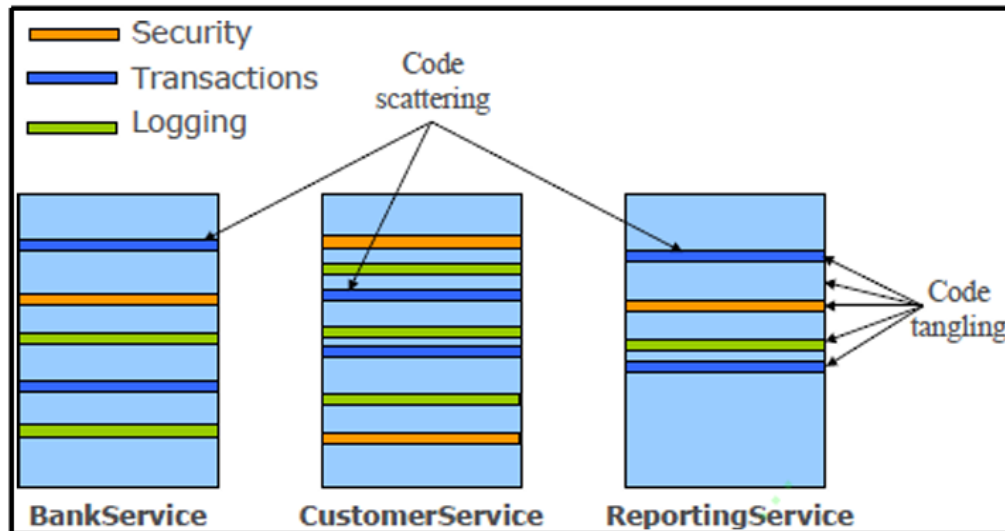 Security
Transactions
Logging
Code
scattering
Code
tangling
BankService
CustomerService
ReportingService